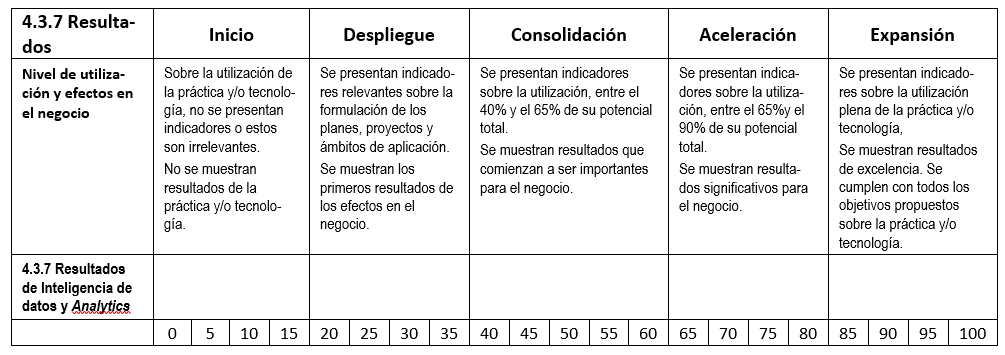 4.3.7 Resulta-
dos
Inicio
Despliegue
Consolidación
Aceleración
Expansión
Nivel de utiliza-
ción y efectos en
el negocio
Sobre la utilización de
la práctica y/o tecnolo-
gía, no se presentan
indicadores o estos
son irrelevantes.
No se muestran
resultados de la
práctica y/o tecnolo-
gía.
Se presentan indicado-
res relevantes sobre la
formulación de los
planes, proyectos y
ámbitos de aplicación.
Se muestran los
primeros resultados de
los efectos en el
negocio.
Se presentan indicadores
sobre la utilización, entre el
40% y el 65% de su potencial
total.
Se muestran resultados que
comienzan a ser importantes
para el negocio.
Se presentan indica-
dores sobre la utiliza-
ción, entre el 65%y el
90% de su potencial
total.
Se muestran resulta-
dos significativos para
el negocio.
Se presentan indicado-
res sobre la utilización
plena de la práctica y/o
tecnología,
Se muestran resultados
de excelencia. Se
cumplen con todos los
objetivos propuestos
sobre la práctica y/o
tecnología.
4.3.7 Resultados
de Inteligencia de
datos y Analytics
0 5 10 15 20 25 30 35 40 45 50 55 60 65 70 75 80 85 90 95 100